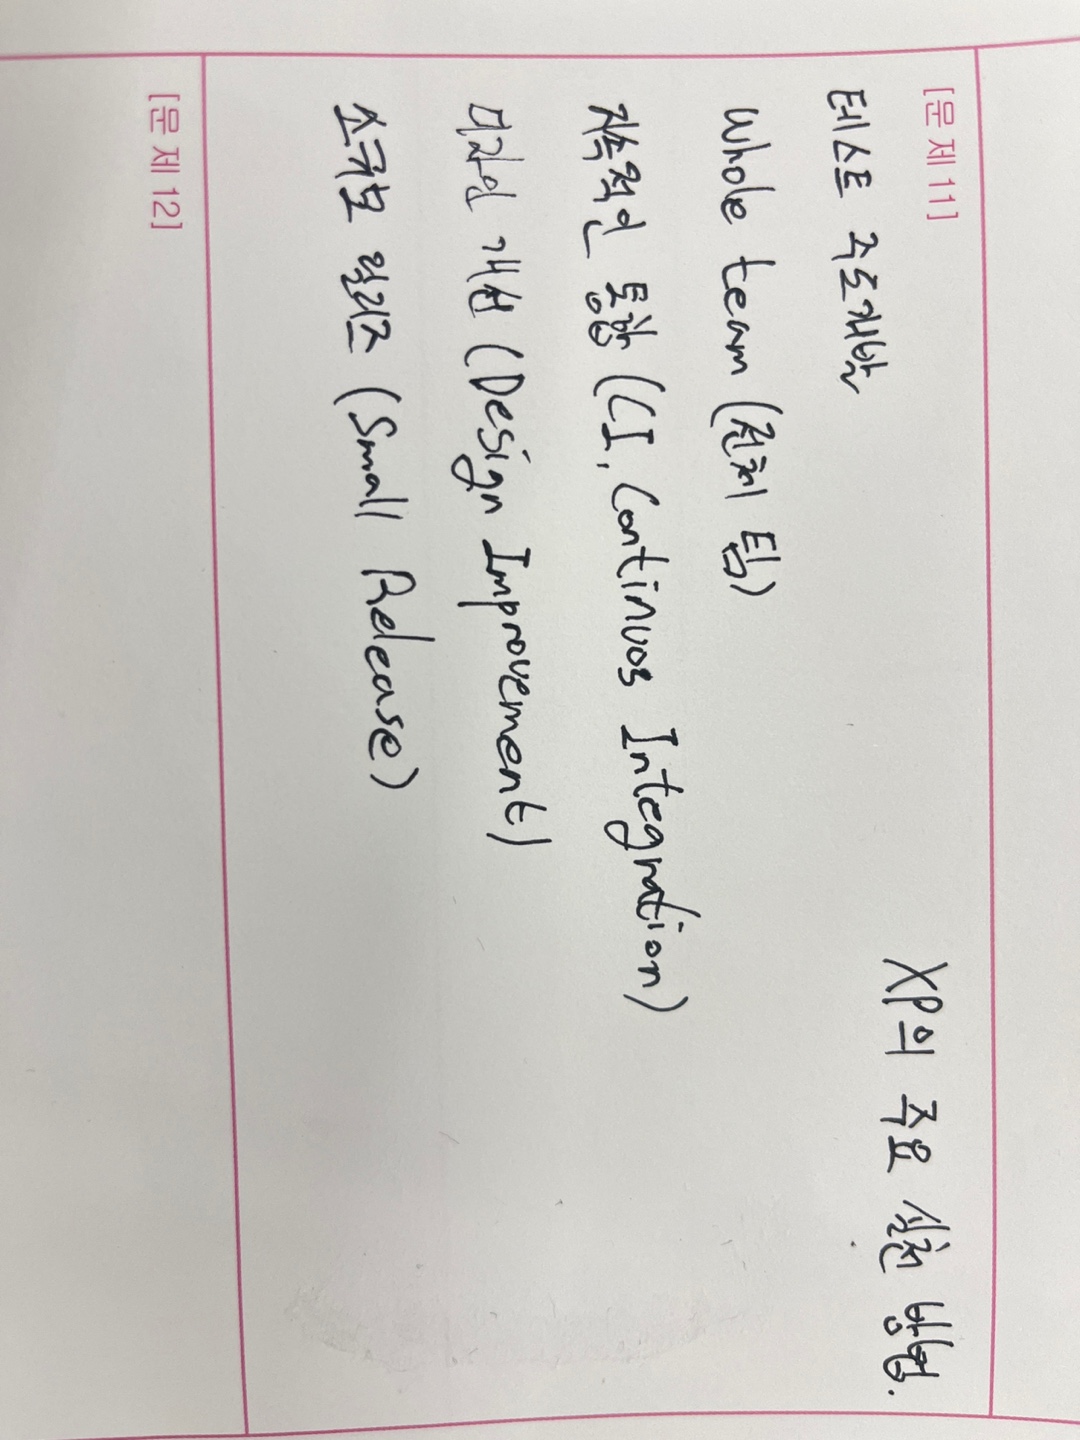 [문제 11]
XP의 주요 실천 방법.
테스트 주도개발
Whole team (전체 팀)
지속적인 통합 (CI, Continuos Integration)
디자인 개선 (Design Improvement)
소규모 릴리즈 (Small Release)
[문제 12]